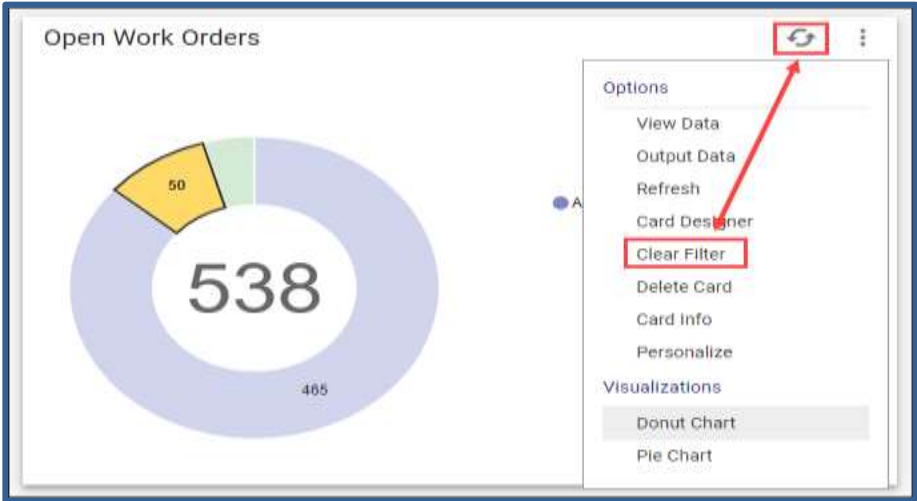 Open Work Orders
Options
View Data
Output Data
Refresh
50
A
Card Designer
Clear Filter
538
Delete Card
Card Info
Personalize
465
Visualizations
Donut Chart
Pie Chart